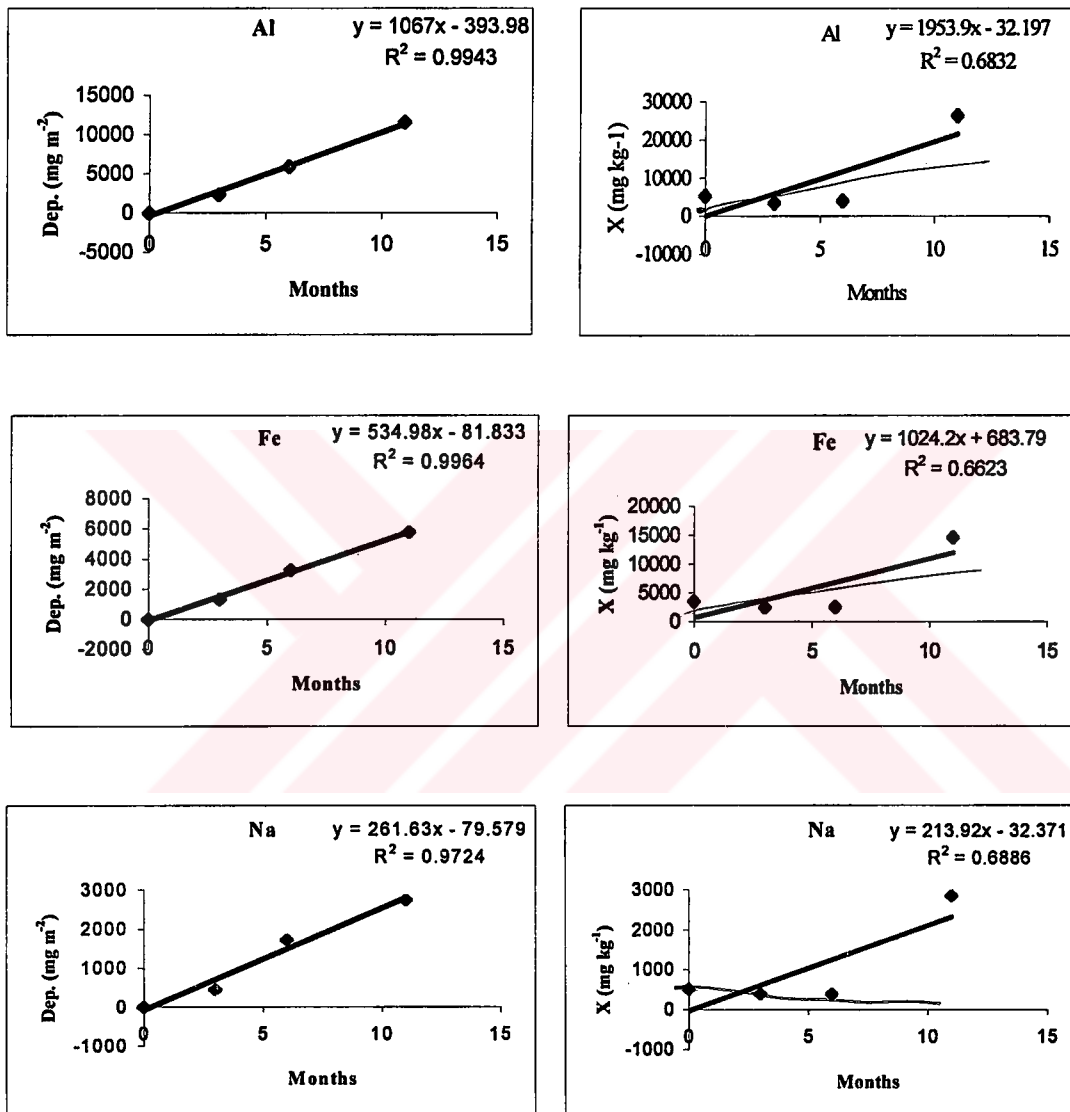 Al y = 1067x - 393.98
R² = 0.9943
15000
10000
5000
0
-5000
0 5 10 15
Dep. (mg m⁻²)
Months
Al y = 1953.9x - 32.197
R² = 0.6832
30000
20000
10000
0
-10000
0 5 10 15
X (mg kg-1)
Months
Fe y = 534.98x - 81.833
R² = 0.9964
8000
6000
4000
2000
0
-2000
0 5 10 15
Dep. (mg m⁻²)
Months
Fe y = 1024.2x + 683.79
R² = 0.6623
20000
15000
10000
5000
0
0 5 10 15
X (mg kg⁻¹)
Months
Na y = 261.63x - 79.579
R² = 0.9724
3000
2000
1000
0
-1000
0 5 10 15
Dep. (mg m⁻²)
Months
Na y = 213.92x - 32.371
R² = 0.6886
3000
2000
1000
0
-1000
0 5 10 15
X (mg kg⁻¹)
Months